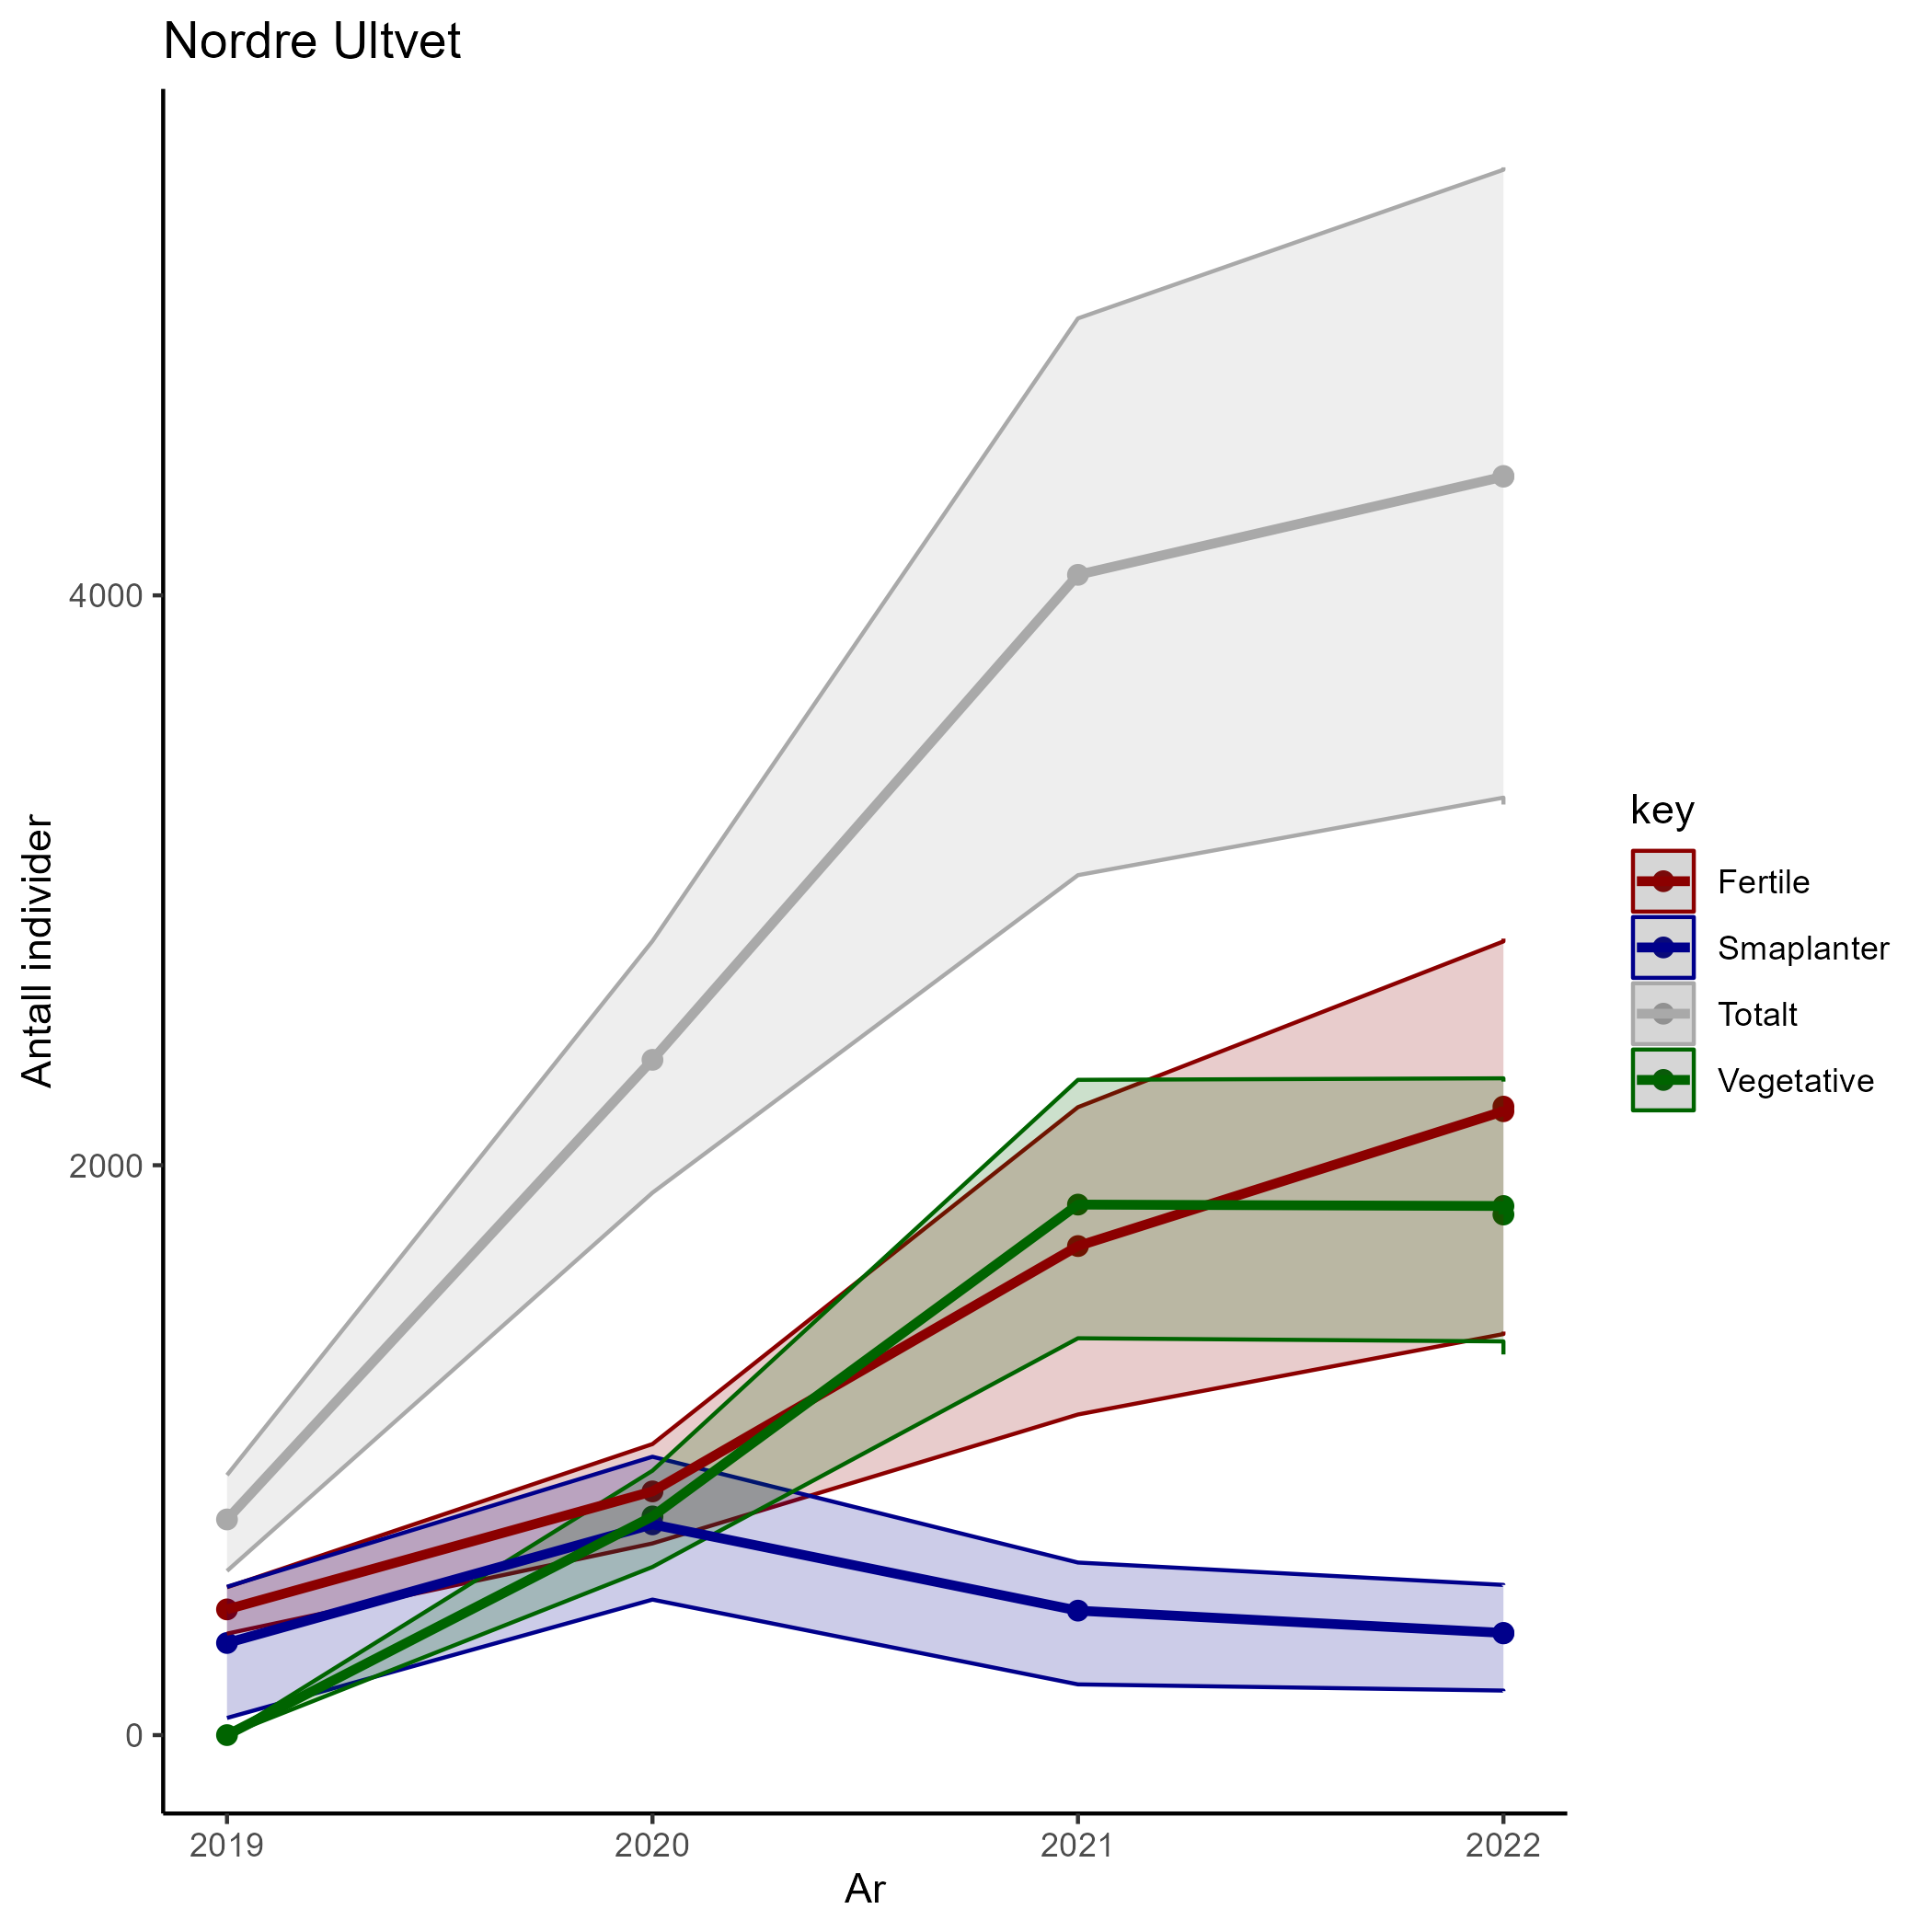 Nordre Ultvet
Antall individer
4000
2000
0
2019
2020
2021
2022
Ar
key
Fertile
Smaplanter
Totalt
Vegetative